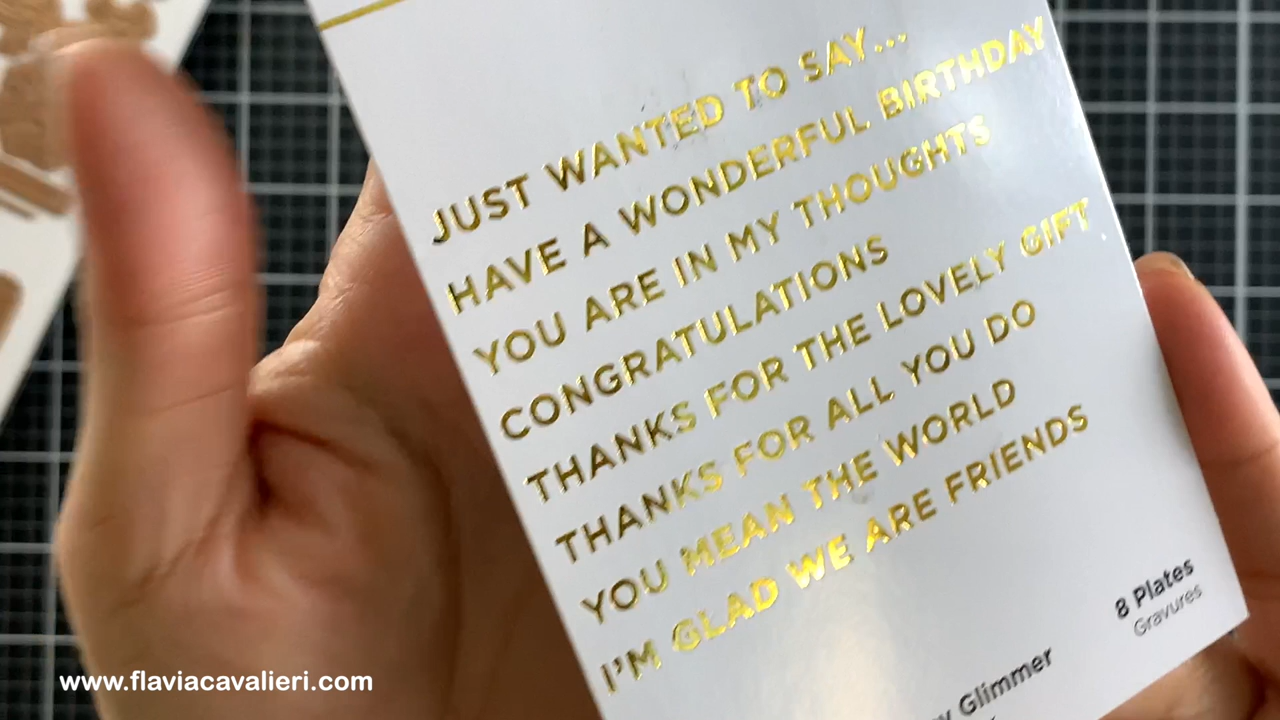 JUST WANTED TO SAY...
HAVE A WONDERFUL BIRTHDAY
YOU ARE IN MY THOUGHTS
CONGRATULATIONS
THANKS FOR THE LOVELY GIFT
THANKS FOR ALL YOU DO
YOU MEAN THE WORLD
I'M GLAD WE ARE FRIENDS
8 Plates
Gravures
Glimmer
www.flaviacavalieri.com